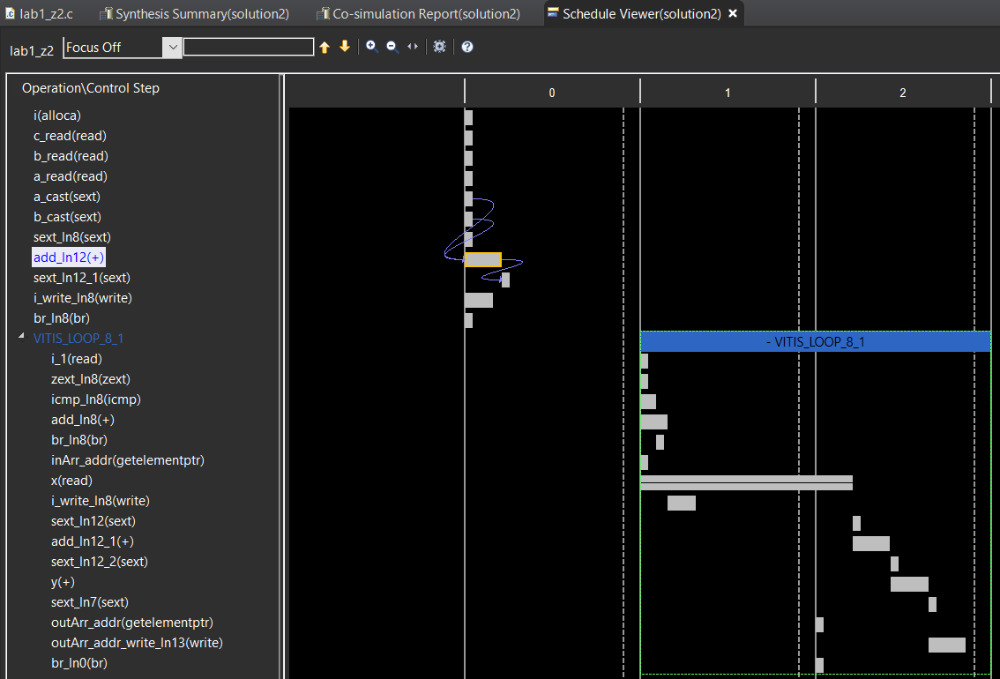 lab1_z2.c Synthesis Summary(solution2) Co-simulation Report(solution2) Schedule Viewer(solution2)
lab1_z2 Focus Off
Operation\Control Step 0 1 2
i(alloca)
c_read(read)
b_read(read)
a_read(read)
a_cast(sext)
b_cast(sext)
sext_ln8(sext)
add_ln12(+)
sext_ln12_1(sext)
i_write_ln8(write)
br_ln8(br)
VITIS_LOOP_8_1 - VITIS_LOOP_8_1
i_1(read)
zext_ln8(zext)
icmp_ln8(icmp)
add_ln8(+)
br_ln8(br)
inArr_addr(getelementptr)
x(read)
i_write_ln8(write)
sext_ln12(sext)
add_ln12_1(+)
sext_ln12_2(sext)
y(+)
sext_ln7(sext)
outArr_addr(getelementptr)
outArr_addr_write_ln13(write)
br_ln0(br)